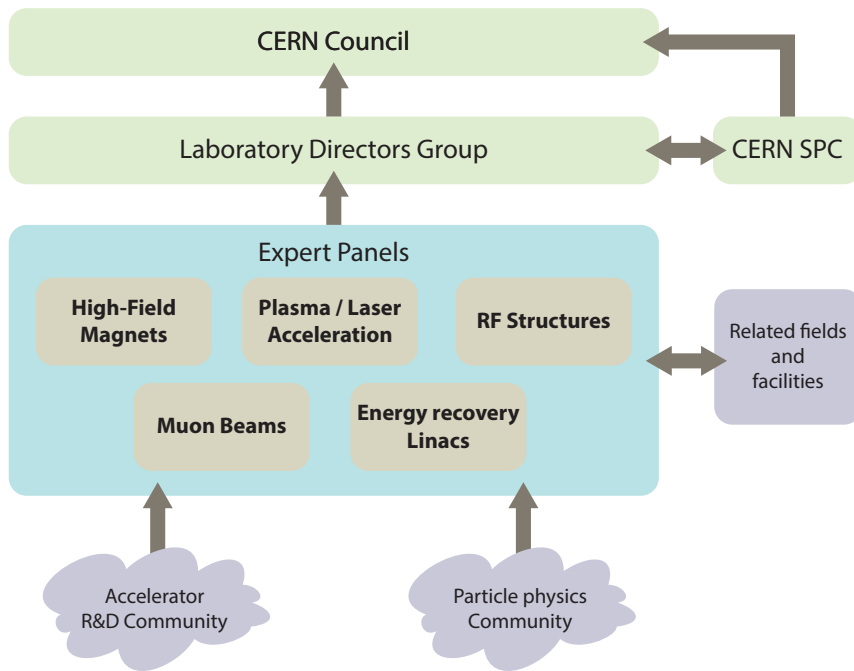 CERN Council
Laboratory Directors Group
CERN SPC
Expert Panels
High-Field
Magnets
Plasma / Laser
Acceleration
RF Structures
Related fields
and
facilities
Muon Beams
Energy recovery
Linacs
Accelerator
R&D Community
Particle physics
Community